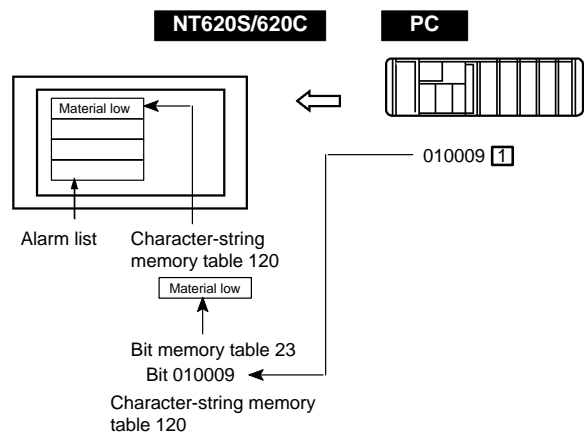 NT620S/620C PC
Material low
010009 1
Alarm list
Character-string
memory table 120
Material low
Bit memory table 23
Bit 010009
Character-string memory
table 120